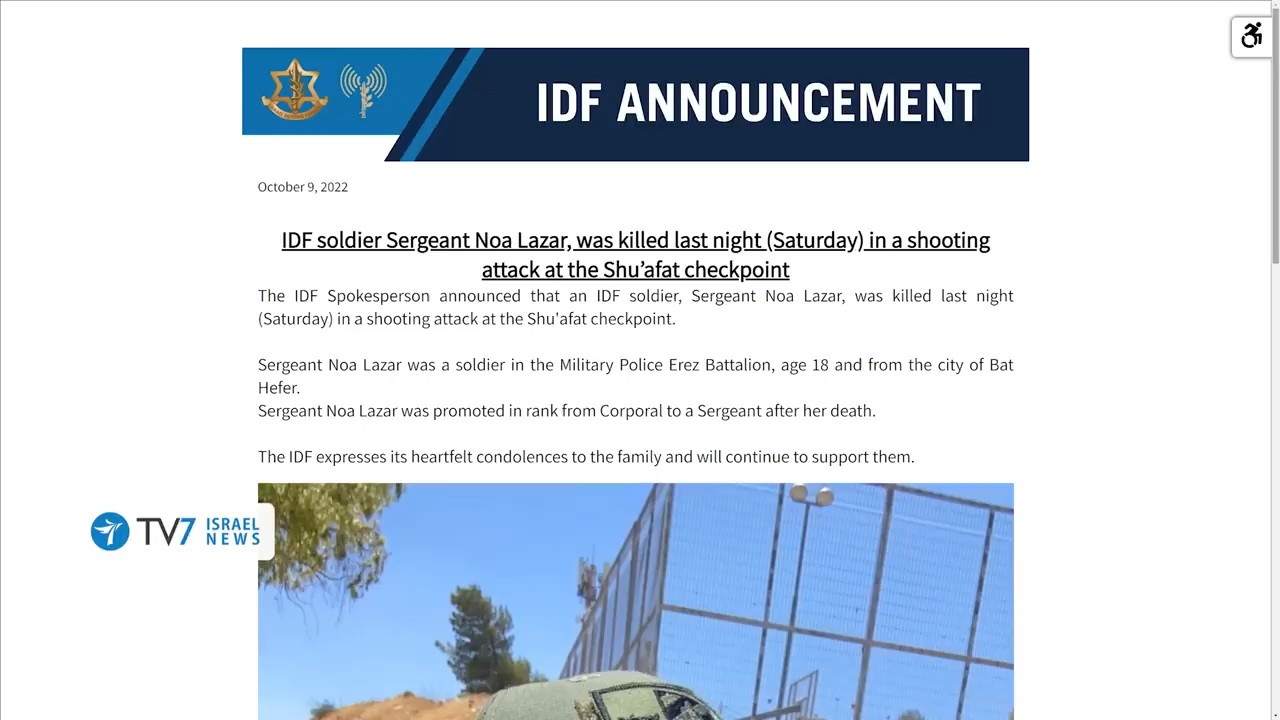 IDF ANNOUNCEMENT
October 9, 2022
IDF soldier Sergeant Noa Lazar, was killed last night (Saturday) in a shooting
attack at the Shu’afat checkpoint
The IDF Spokesperson announced that an IDF soldier, Sergeant Noa Lazar, was killed last night
(Saturday) in a shooting attack at the Shu'afat checkpoint.
Sergeant Noa Lazar was a soldier in the Military Police Erez Battalion, age 18 and from the city of Bat
Hefer.
Sergeant Noa Lazar was promoted in rank from Corporal to a Sergeant after her death.
The IDF expresses its heartfelt condolences to the family and will continue to support them.
TV7 ISRAEL
NEWS